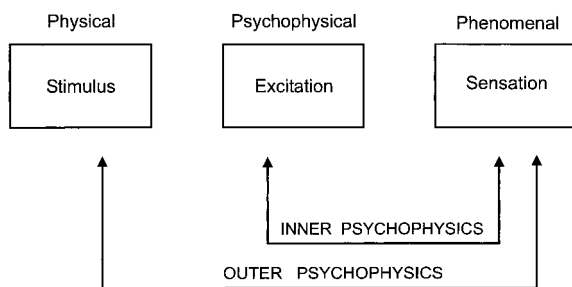 Physical Psychophysical Phenomenal
Stimulus Excitation Sensation
INNER PSYCHOPHYSICS
OUTER PSYCHOPHYSICS